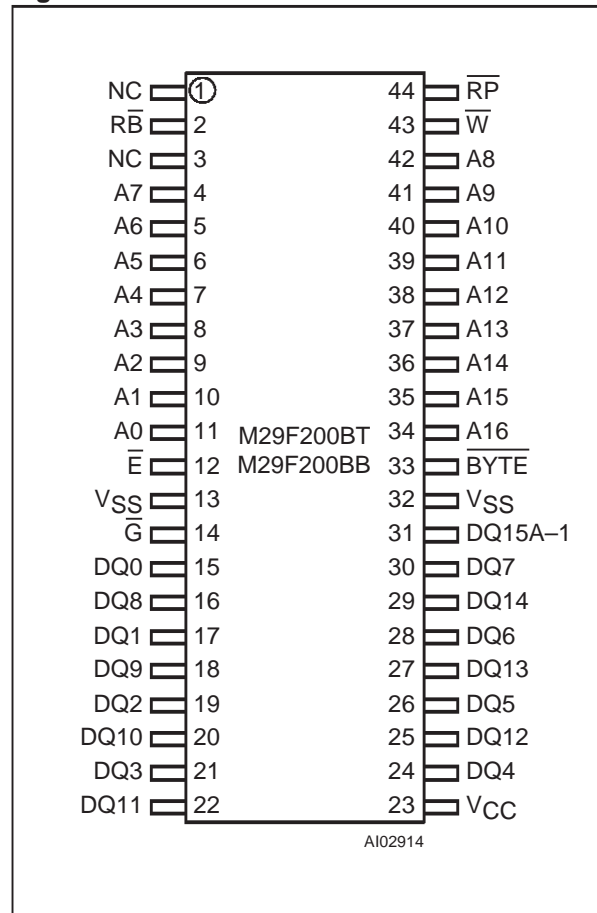 NC 1 44 R̅P̅
RB̅ 2 43 W̅
NC 3 42 A8
A7 4 41 A9
A6 5 40 A10
A5 6 39 A11
A4 7 38 A12
A3 8 37 A13
A2 9 36 A14
A1 10 35 A15
A0 11 M29F200BT 34 A16
E̅ 12 M29F200BB 33 B̅Y̅T̅E̅
VSS 13 32 VSS
G̅ 14 31 DQ15A–1
DQ0 15 30 DQ7
DQ8 16 29 DQ14
DQ1 17 28 DQ6
DQ9 18 27 DQ13
DQ2 19 26 DQ5
DQ10 20 25 DQ12
DQ3 21 24 DQ4
DQ11 22 23 VCC
AI02914